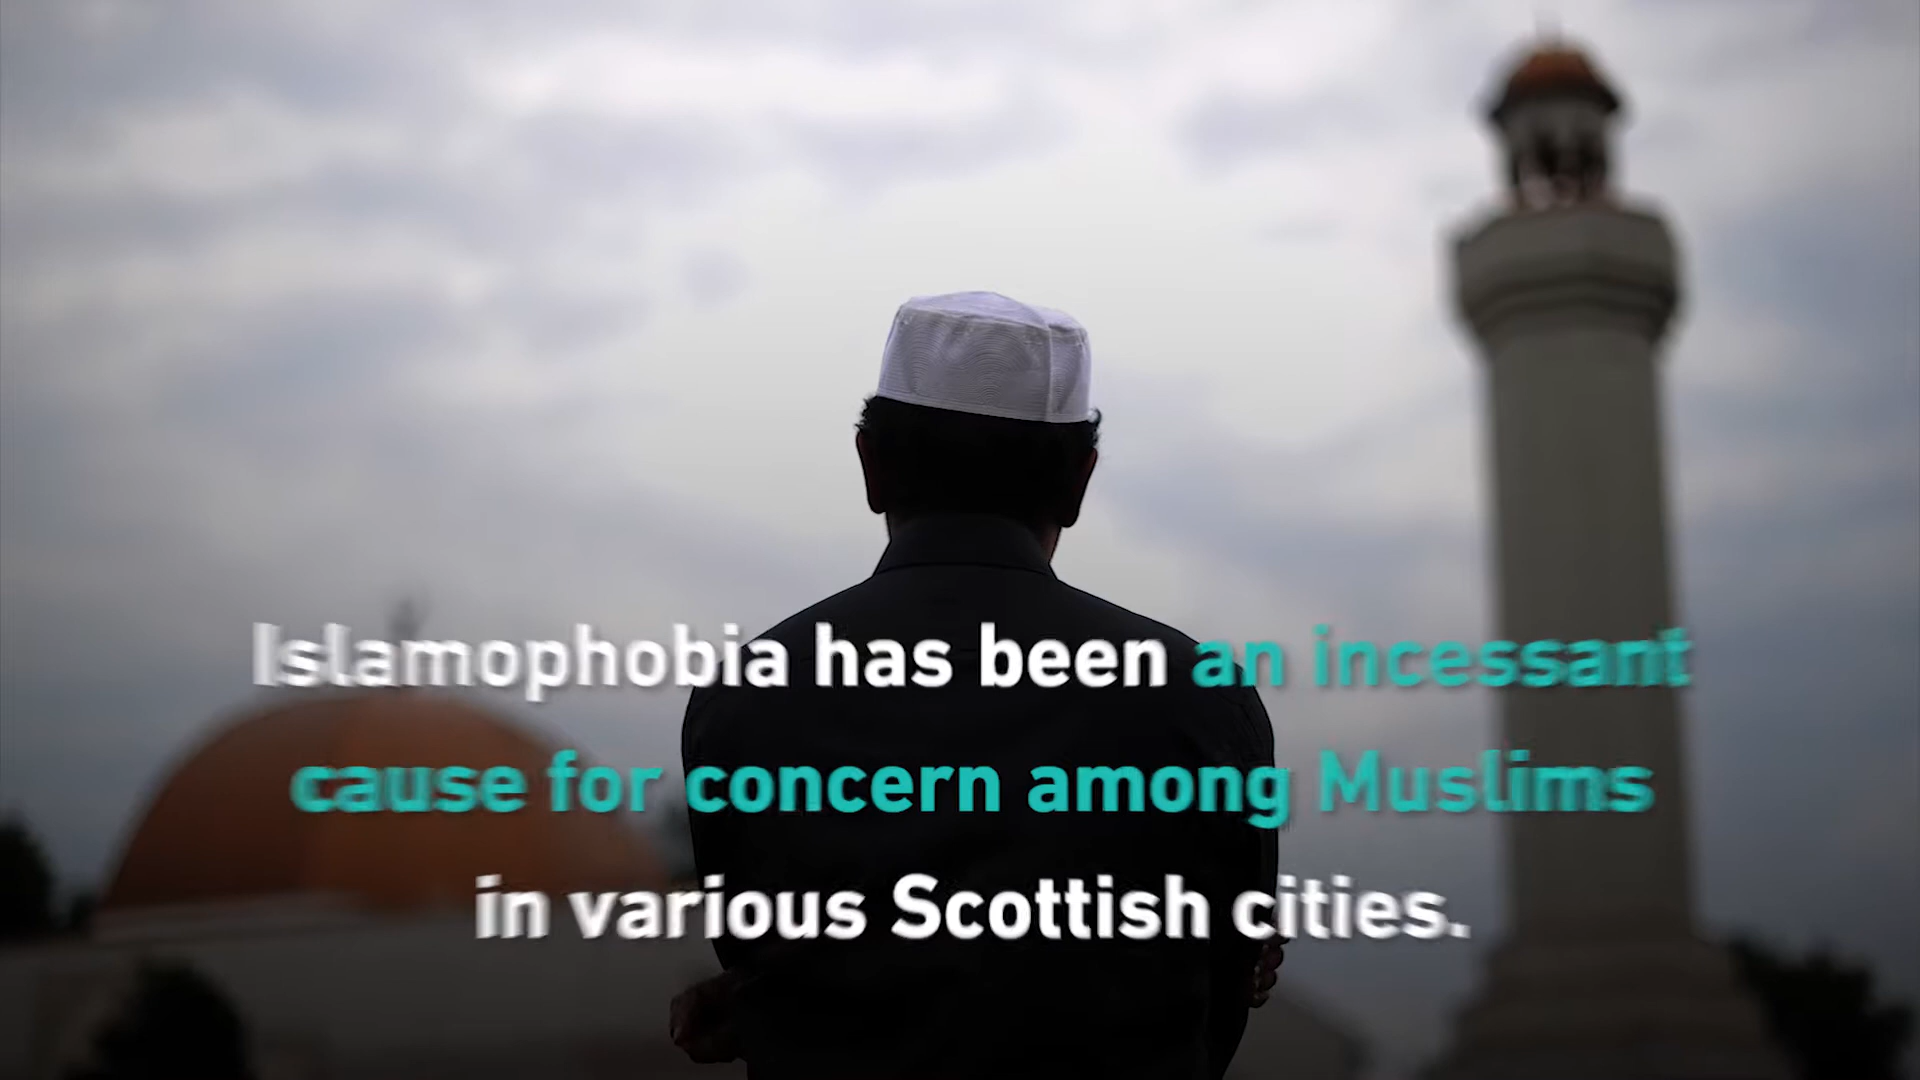 Islamophobia has been an incessant
cause for concern among Muslims
in various Scottish cities.